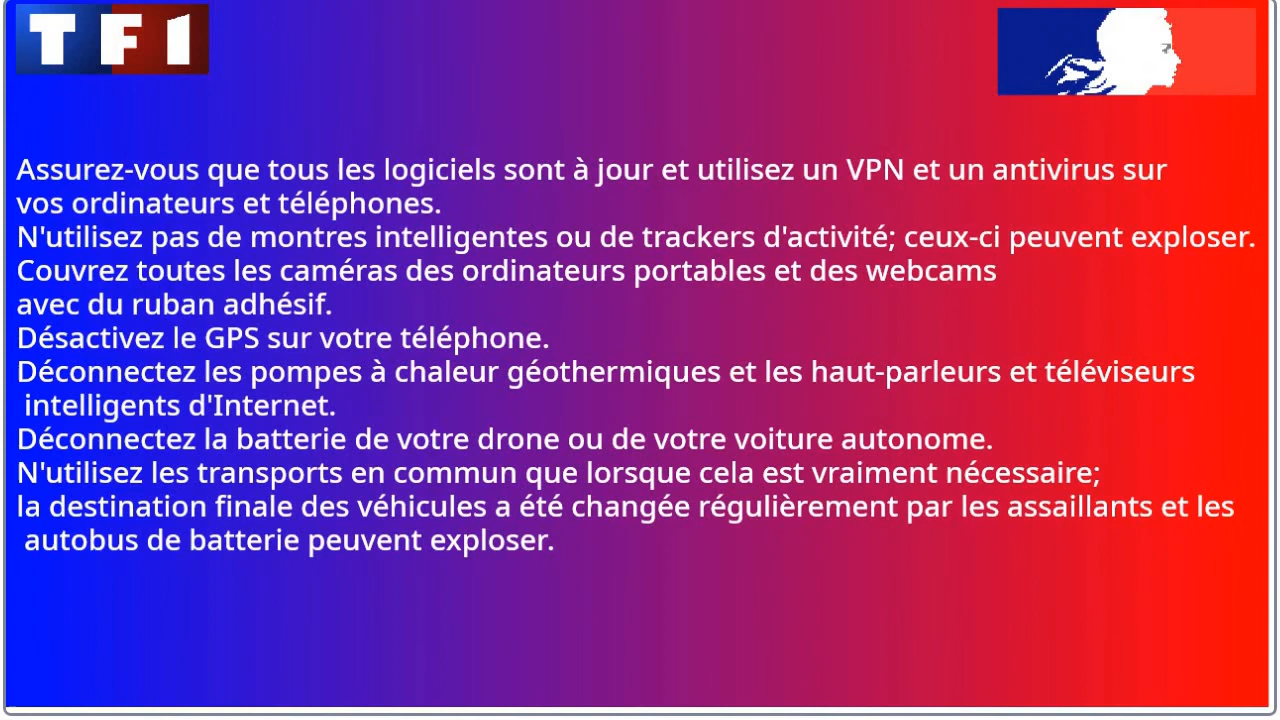 TF1
Assurez-vous que tous les logiciels sont à jour et utilisez un VPN et un antivirus sur
vos ordinateurs et téléphones.
N'utilisez pas de montres intelligentes ou de trackers d'activité; ceux-ci peuvent exploser.
Couvrez toutes les caméras des ordinateurs portables et des webcams
avec du ruban adhésif.
Désactivez le GPS sur votre téléphone.
Déconnectez les pompes à chaleur géothermiques et les haut-parleurs et téléviseurs
intelligents d'Internet.
Déconnectez la batterie de votre drone ou de votre voiture autonome.
N'utilisez les transports en commun que lorsque cela est vraiment nécessaire;
la destination finale des véhicules a été changée régulièrement par les assaillants et les
autobus de batterie peuvent exploser.